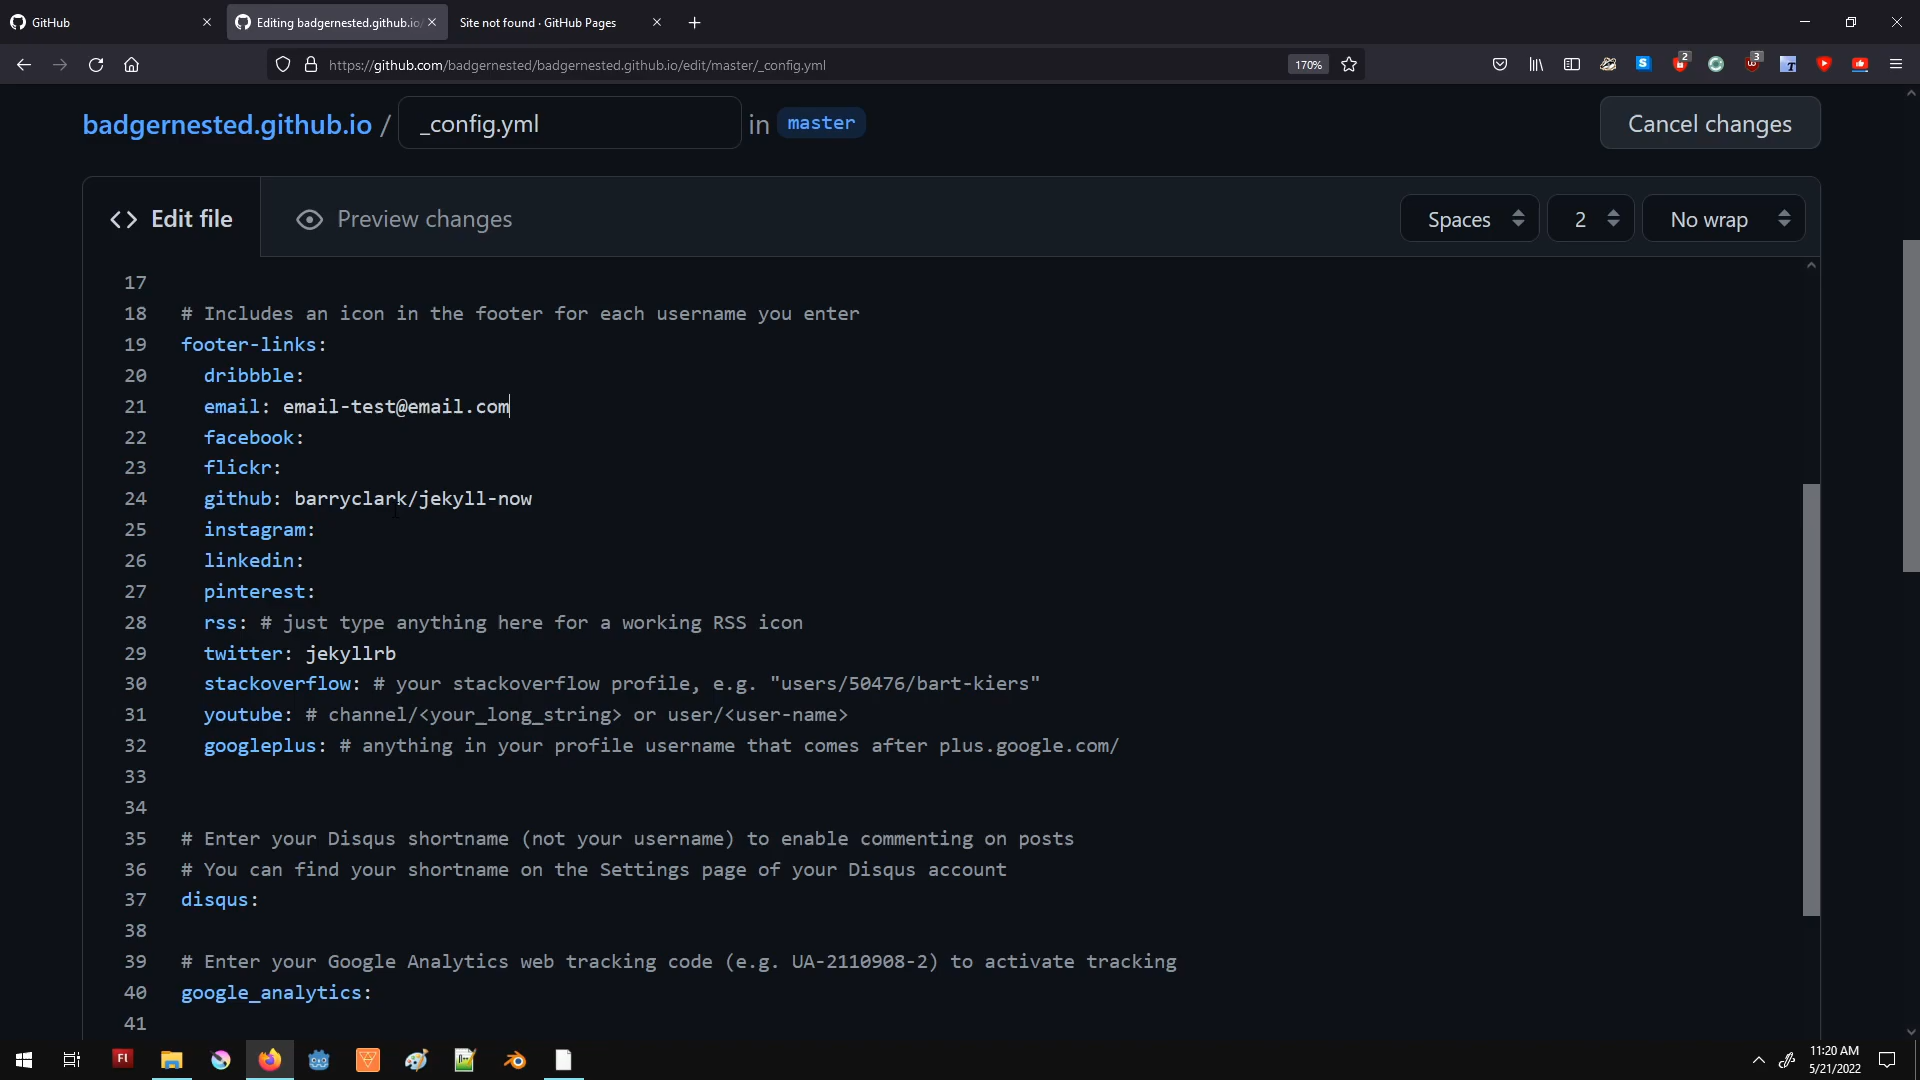 GitHub
Editing badgernested.github.io/
Site not found · GitHub Pages
https://github.com/badgernested/badgernested.github.io/edit/master/_config.yml
170%
2
3
badgernested.github.io / _config.yml in master
Cancel changes
Edit file
Preview changes
Spaces
2
No wrap
17
18 # Includes an icon in the footer for each username you enter
19 footer-links:
20 dribbble:
21 email: email-test@email.com
22 facebook:
23 flickr:
24 github: barryclark/jekyll-now
25 instagram:
26 linkedin:
27 pinterest:
28 rss: # just type anything here for a working RSS icon
29 twitter: jekyllrb
30 stackoverflow: # your stackoverflow profile, e.g. "users/50476/bart-kiers"
31 youtube: # channel/<your_long_string> or user/<user-name>
32 googleplus: # anything in your profile username that comes after plus.google.com/
33
34
35 # Enter your Disqus shortname (not your username) to enable commenting on posts
36 # You can find your shortname on the Settings page of your Disqus account
37 disqus:
38
39 # Enter your Google Analytics web tracking code (e.g. UA-2110908-2) to activate tracking
40 google_analytics:
41
Fl
11:20 AM
5/21/2022